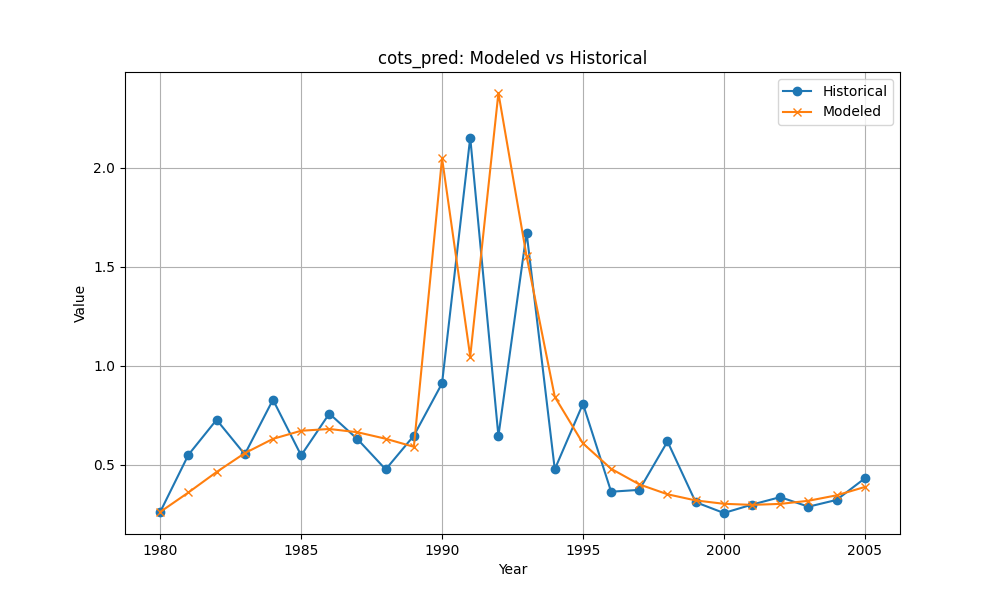 cots_pred: Modeled vs Historical
Historical
Modeled
Value
2.0
1.5
1.0
0.5
1980 1985 1990 1995 2000 2005
Year